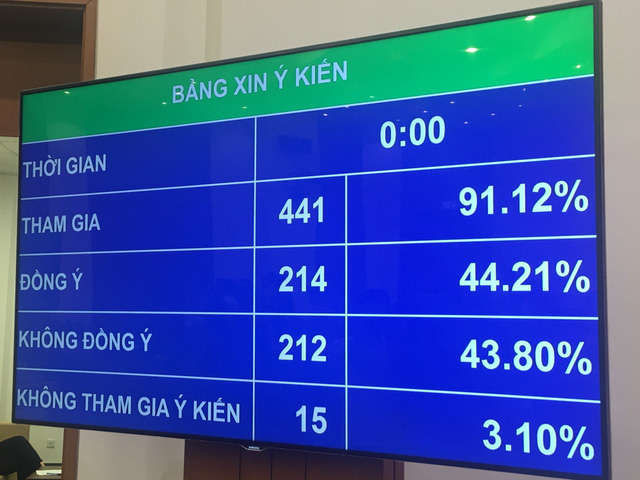 BẢNG XIN Ý KIẾN
THỜI GIAN 0:00
THAM GIA 441 91.12%
ĐỒNG Ý 214 44.21%
KHÔNG ĐỒNG Ý 212 43.80%
KHÔNG THAM GIA Ý KIẾN 15 3.10%